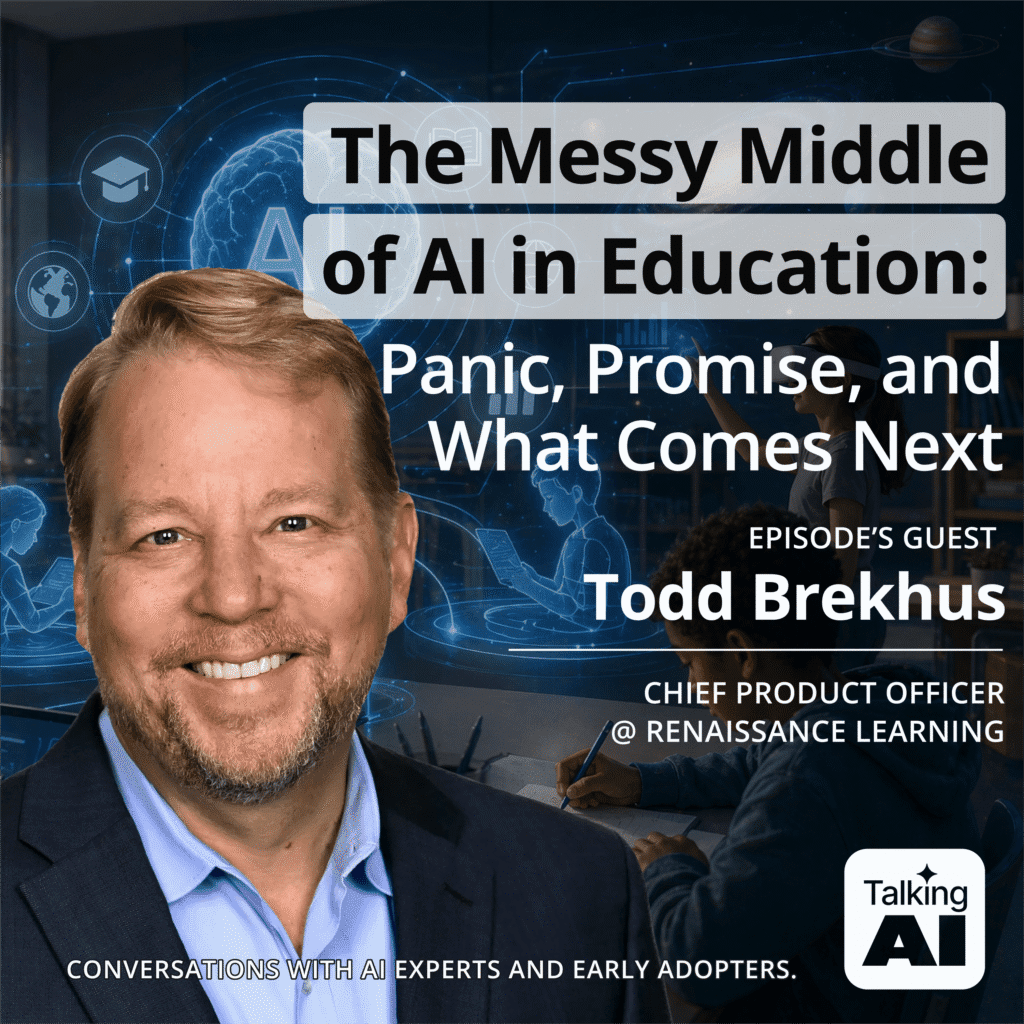 The Messy Middle
of AI in Education:
Panic, Promise, and
What Comes Next
EPISODE'S GUEST
Todd Brekhus
CHIEF PRODUCT OFFICER
@ RENAISSANCE LEARNING
Talking
AI
CONVERSATIONS WITH AI EXPERTS AND EARLY ADOPTERS.
AI